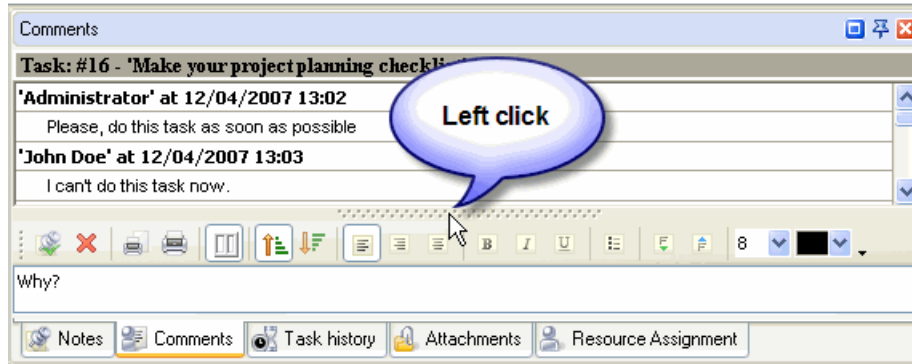 Comments
Task: #16 - 'Make your project planning checklist'
'Administrator' at 12/04/2007 13:02
Please, do this task as soon as possible
'John Doe' at 12/04/2007 13:03
I can't do this task now.
Left click
B I U 8
Why?
Notes Comments Task history Attachments Resource Assignment